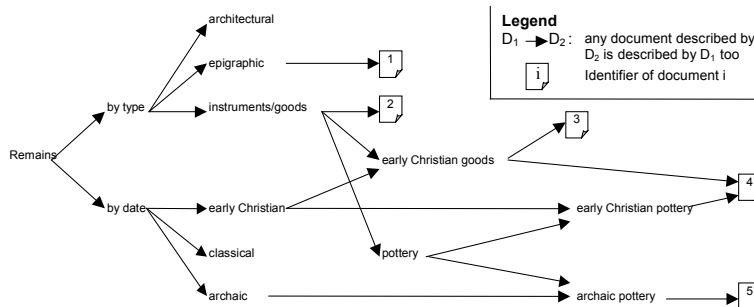 Legend
D1 → D2 : any document described by
D2 is described by D1 too
i Identifier of document i
architectural
epigraphic
1
by type
instruments/goods
2
3
Remains
early Christian goods
4
by date
early Christian
early Christian pottery
classical
pottery
archaic
archaic pottery
5